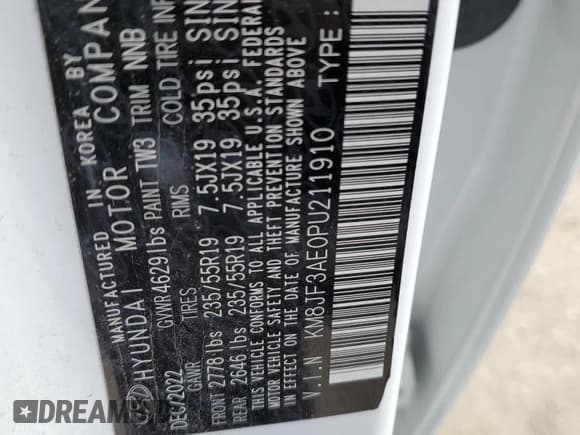 MANUFACTURED IN KOREA BY
HYUNDAI MOTOR COMPAN
DEC/2022 GVWR 4629 lbs PAINT TW3 TRIM NNB
GAWR TIRES RIMS COLD TIRE INF
FRONT 2778 lbs 235/55R19 7.5JX19 35psi SIN
REAR 2646 lbs 235/55R19 7.5JX19 35psi SIN
THIS VEHICLE CONFORMS TO ALL APPLICABLE U.S.A. FEDERA
MOTOR VEHICLE SAFETY AND THEFT PREVENTION STANDARDS
IN EFFECT ON THE DATE OF MANUFACTURE SHOWN ABOVE
V.I.N KM8JF3AE0PU211910 TYPE :